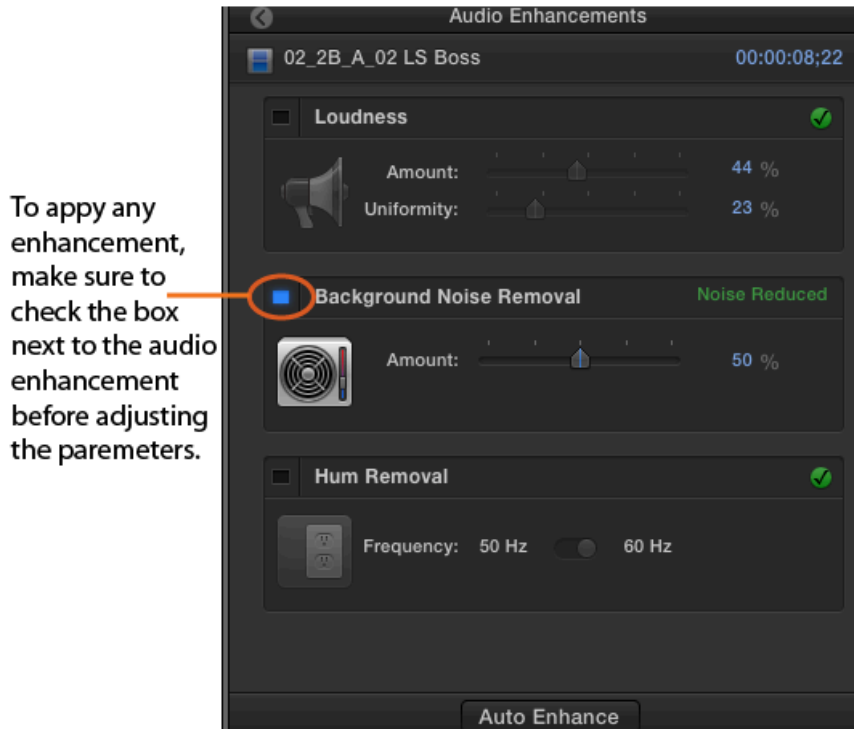 To appy any
enhancement,
make sure to
check the box
next to the audio
enhancement
before adjusting
the paremeters.
Audio Enhancements
02_2B_A_02 LS Boss 00:00:08;22
Loudness
Amount: 44 %
Uniformity: 23 %
Background Noise Removal Noise Reduced
Amount: 50 %
Hum Removal
Frequency: 50 Hz 60 Hz
Auto Enhance